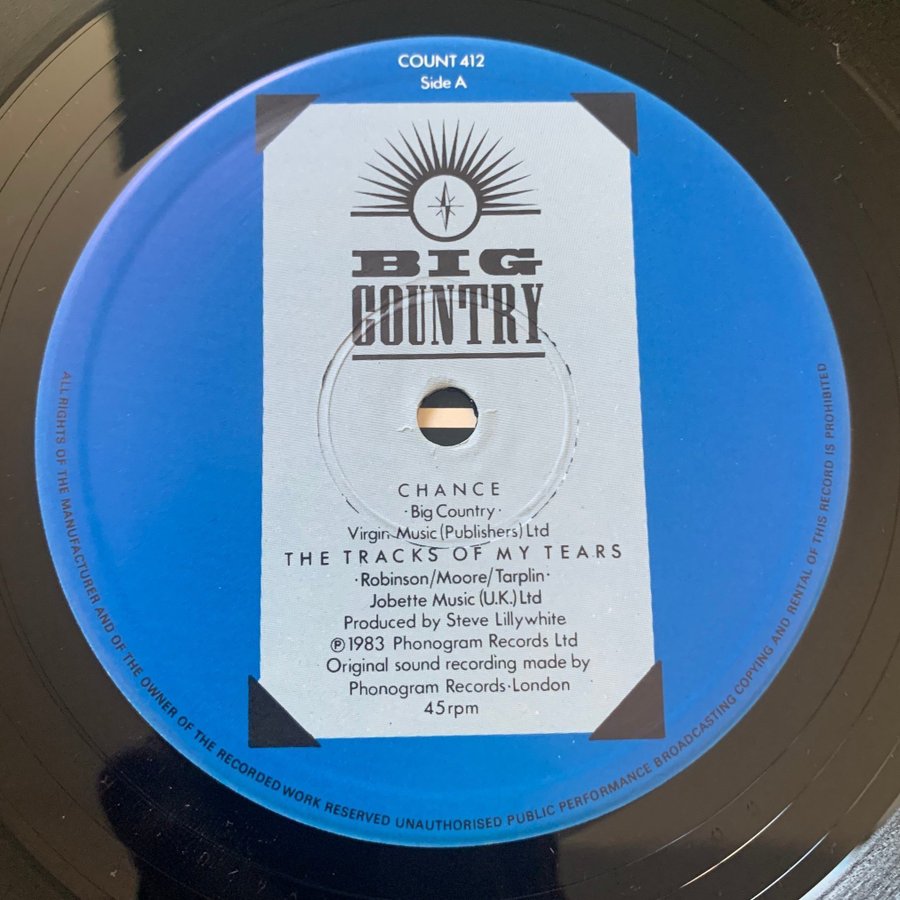 COUNT 412
Side A
BIG
COUNTRY
CHANCE
·Big Country·
Virgin Music (Publishers) Ltd
THE TRACKS OF MY TEARS
·Robinson/Moore/Tarplin·
Jobette Music (U.K.) Ltd
Produced by Steve Lillywhite
℗1983 Phonogram Records Ltd
Original sound recording made by
Phonogram Records·London
45rpm
ALL RIGHTS OF THE MANUFACTURER AND OF THE OWNER OF THE RECORDED WORK RESERVED UNAUTHORISED PUBLIC PERFORMANCE BROADCASTING COPYING AND RENTAL OF THIS RECORD IS PROHIBITED